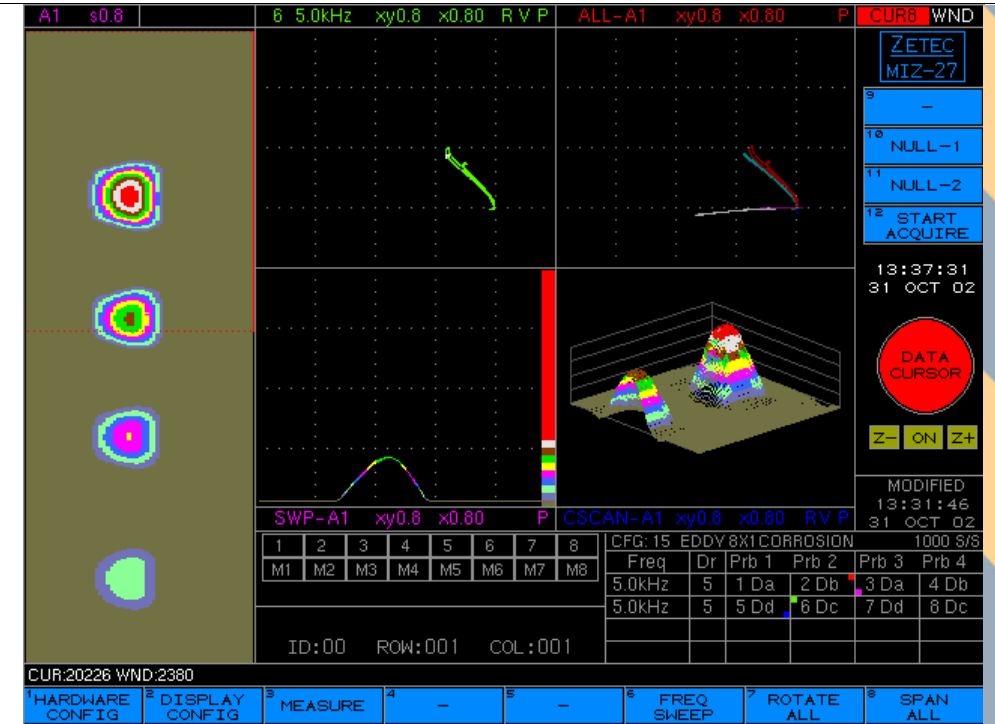 A1 s0.8
6 5.0kHz xy0.8 x0.80 R V P
ALL-A1 xy0.8 x0.80 P
CUR8 WND
ZETEC
MIZ-27
9 -
10 NULL-1
11 NULL-2
12 START
ACQUIRE
13:37:31
31 OCT 02
DATA
CURSOR
Z- ON Z+
MODIFIED
13:31:46
31 OCT 02
SWP-A1 xy0.8 x0.80 P
CSCAN-A1 xy0.8 x0.80 RV P
1 2 3 4 5 6 7 8
M1 M2 M3 M4 M5 M6 M7 M8
ID:00 ROW:001 COL:001
CFG: 15 EDDY 8X1 CORROSION 1000 S/S
Freq Dr Prb 1 Prb 2 Prb 3 Prb 4
5.0kHz 5 1 Da 2 Db 3 Da 4 Db
5.0kHz 5 5 Dd 6 Dc 7 Dd 8 Dc
CUR:20226 WND:2380
1 HARDWARE
CONFIG
2 DISPLAY
CONFIG
3 MEASURE
4 -
5 -
6 FREQ
SWEEP
7 ROTATE
ALL
8 SPAN
ALL